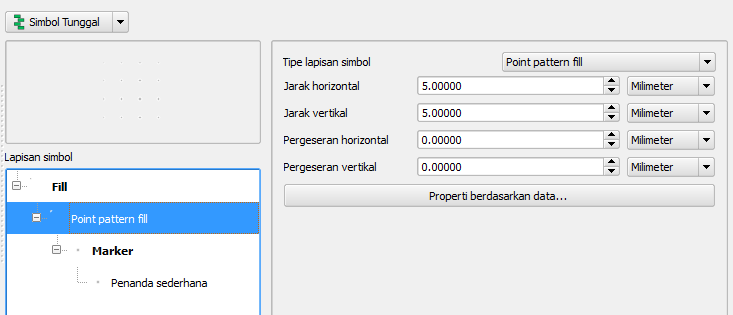 Simbol Tunggal
Lapisan simbol
Fill
Point pattern fill
Marker
Penanda sederhana
Tipe lapisan simbol Point pattern fill
Jarak horizontal 5.00000 Milimeter
Jarak vertikal 5.00000 Milimeter
Pergeseran horizontal 0.00000 Milimeter
Pergeseran vertikal 0.00000 Milimeter
Properti berdasarkan data...